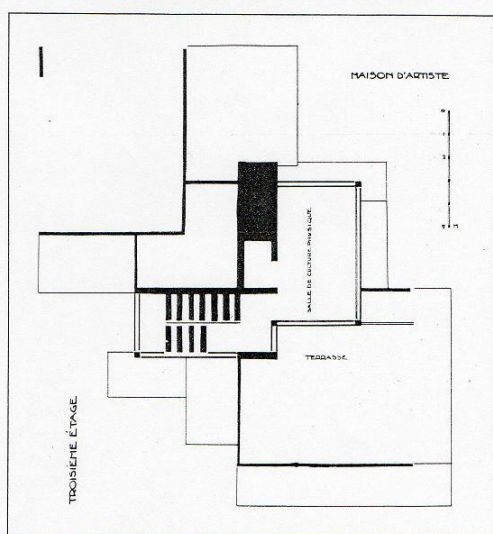 MAISON D'ARTISTE
SALLE DE CULTURE PHYSIQUE
TERRASSE
TROISIÈME ÉTAGE